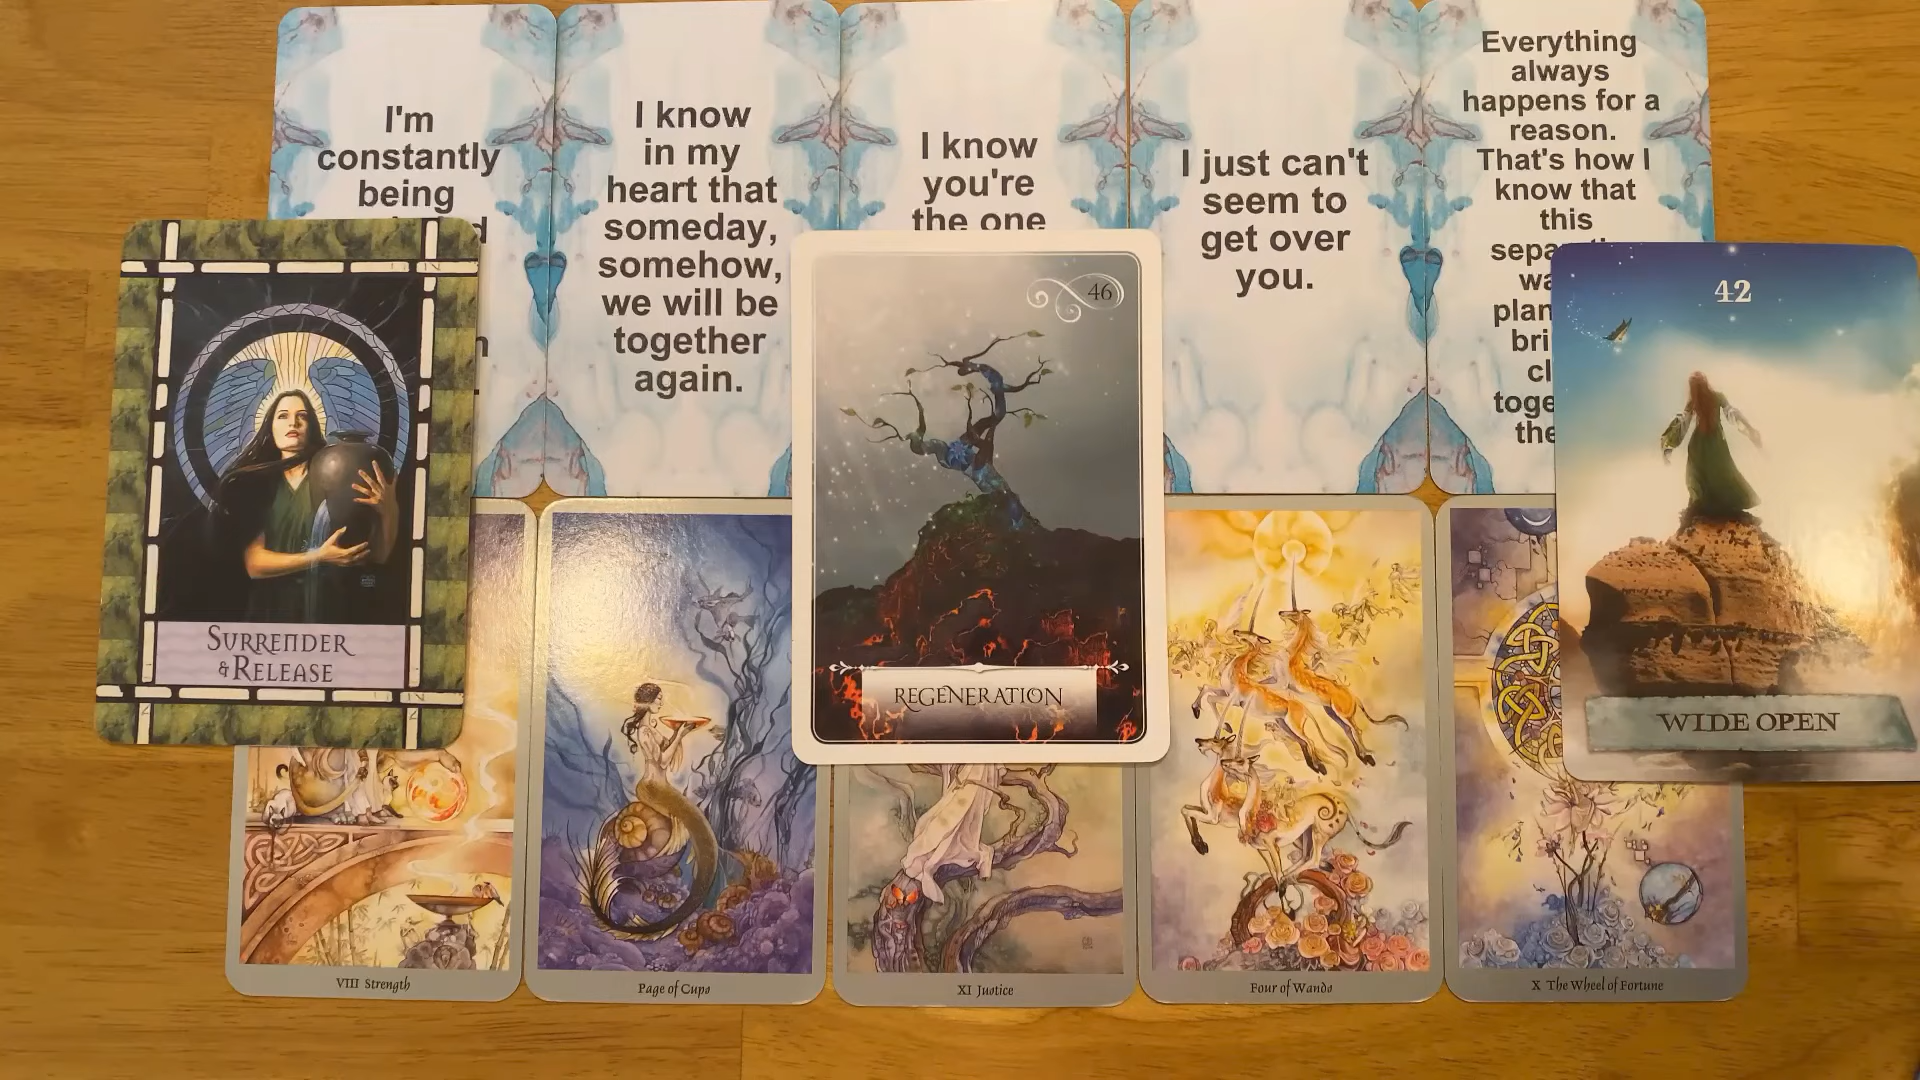 I'm
constantly
being
I know
in my
heart that
someday,
somehow,
we will be
together
again.
I know
you're
the one
I just can't
seem to
get over
you.
Everything
always
happens for a
reason.
That's how I
know that
this
SURRENDER
& RELEASE
46
REGENERATION
42
WIDE OPEN
VIII Strength
Page of Cups
XI Justice
Four of Wands
X The Wheel of Fortune